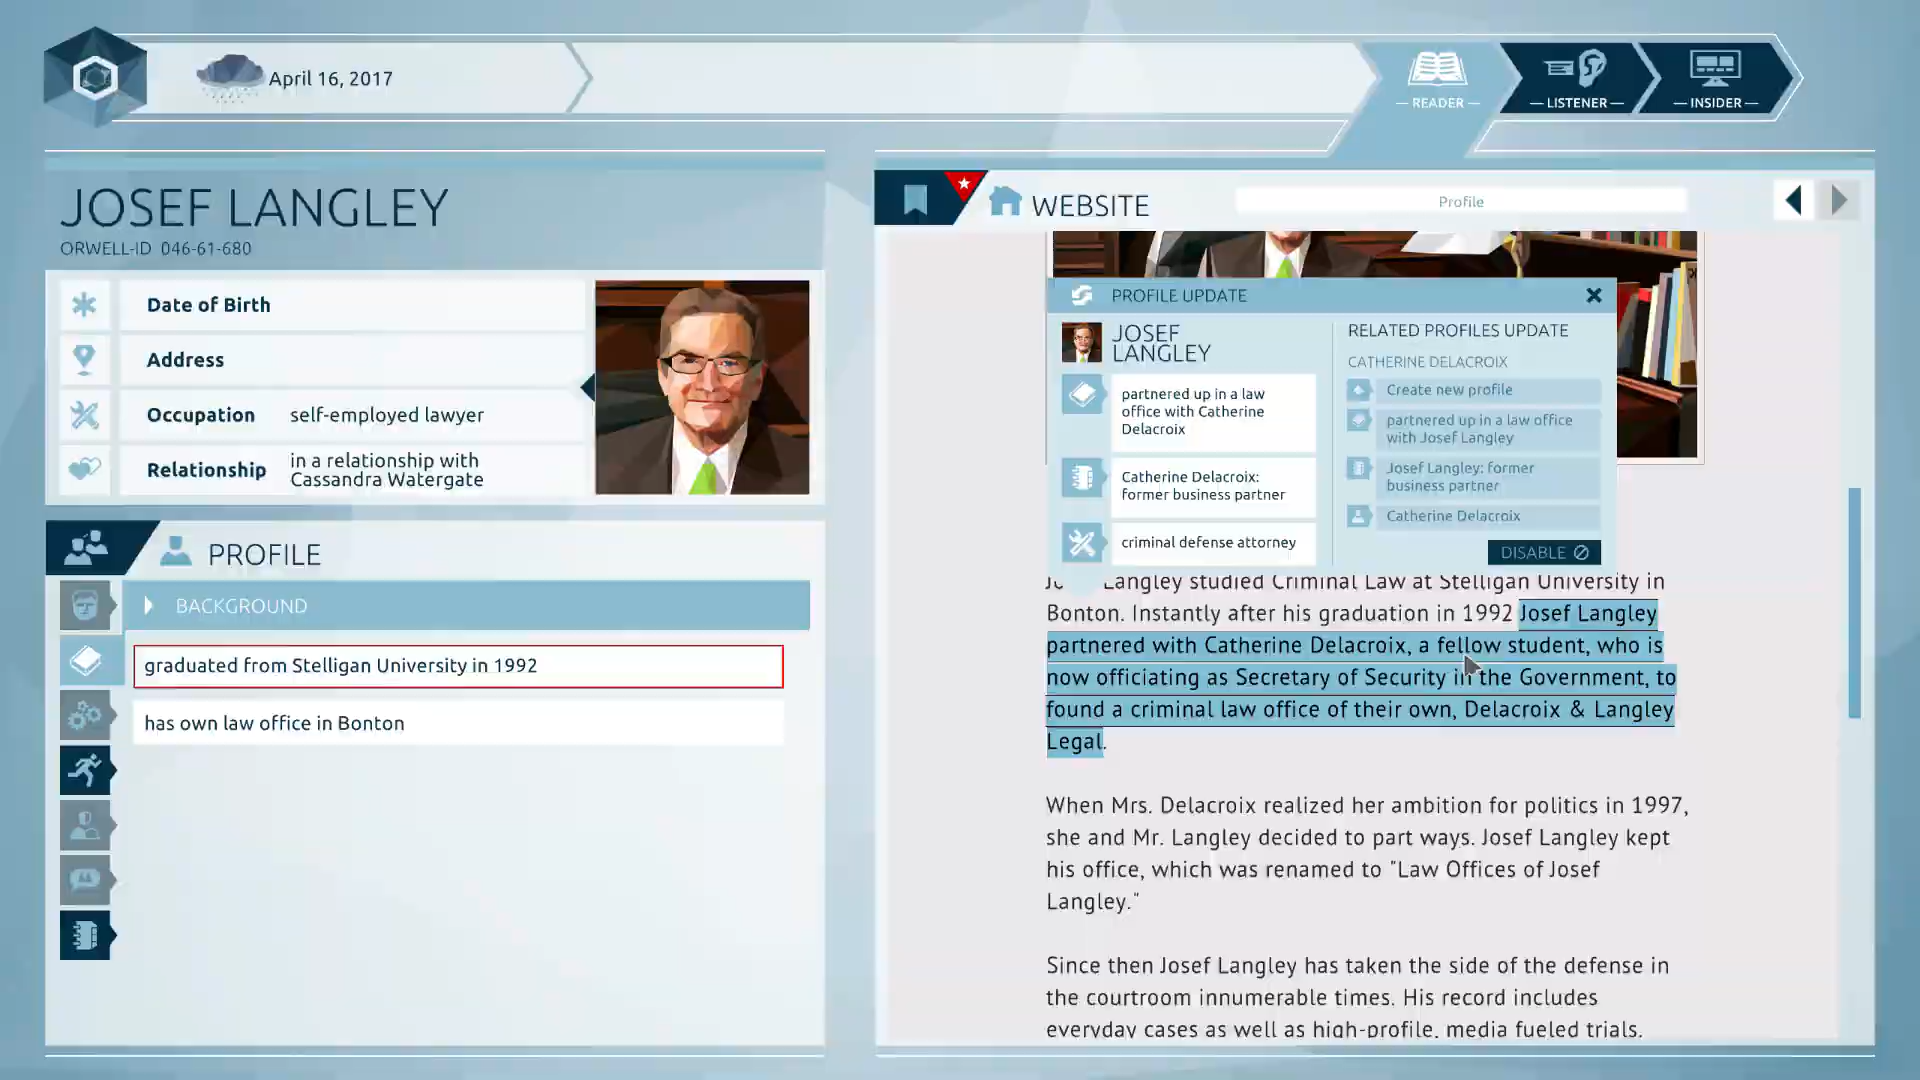 April 16, 2017
READER
LISTENER
INSIDER
JOSEF LANGLEY
ORWELL-ID 046-61-680
Date of Birth
Address
Occupation self-employed lawyer
Relationship in a relationship with
Cassandra Watergate
PROFILE
BACKGROUND
graduated from Stelligan University in 1992
has own law office in Bonton
WEBSITE
Profile
PROFILE UPDATE
JOSEF
LANGLEY
partnered up in a law
office with Catherine
Delacroix
Catherine Delacroix:
former business partner
criminal defense attorney
RELATED PROFILES UPDATE
CATHERINE DELACROIX
Create new profile
partnered up in a law office
with Josef Langley
Josef Langley: former
business partner
Catherine Delacroix
DISABLE
Langley studied Criminal Law at Stelligan University in
Bonton. Instantly after his graduation in 1992 Josef Langley
partnered with Catherine Delacroix, a fellow student, who is
now officiating as Secretary of Security in the Government, to
found a criminal law office of their own, Delacroix & Langley
Legal.
When Mrs. Delacroix realized her ambition for politics in 1997,
she and Mr. Langley decided to part ways. Josef Langley kept
his office, which was renamed to "Law Offices of Josef
Langley."
Since then Josef Langley has taken the side of the defense in
the courtroom innumerable times. His record includes
everyday cases as well as high-profile, media fueled trials.